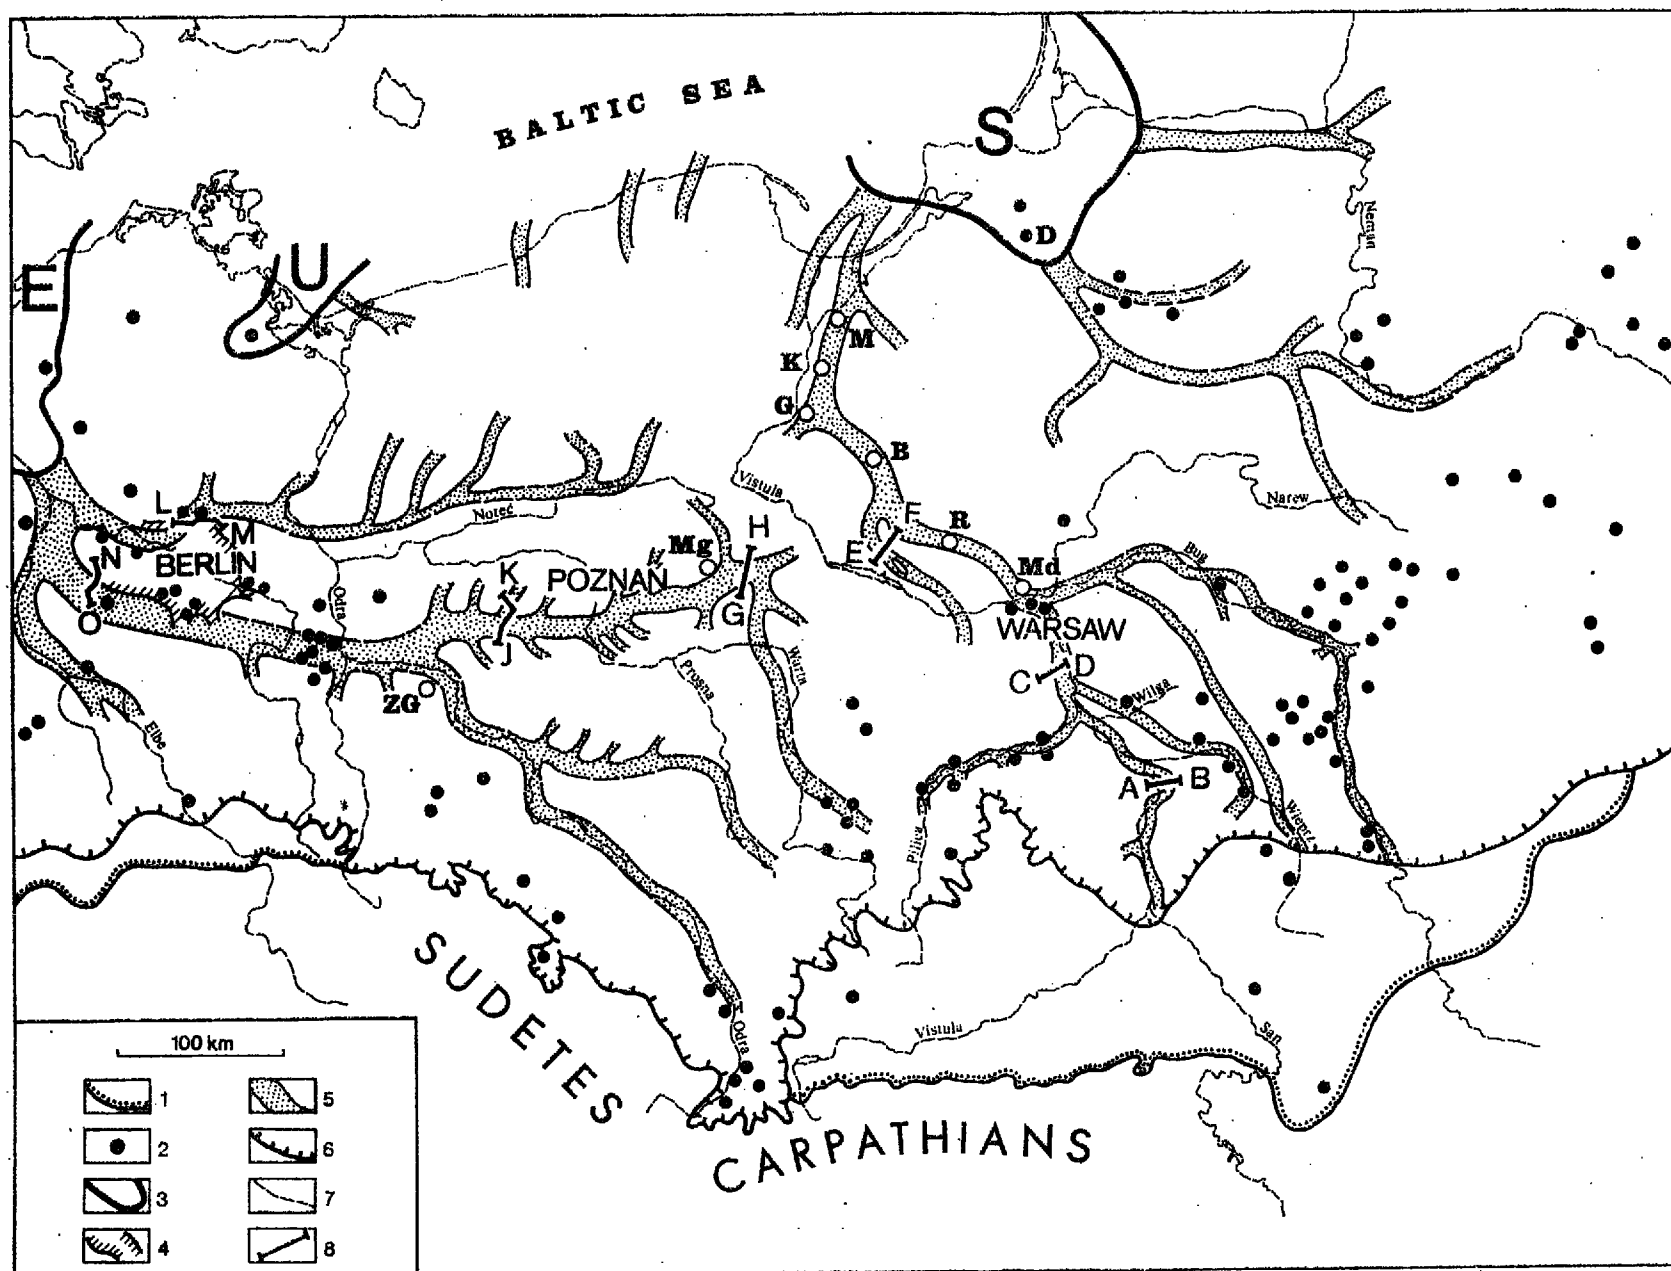 BALTIC SEA
S
D
Neman
E
U
M
K
G
B
Vistula
Narew
L
M
Noteć
H
F
R
N
BERLIN
K
POZNAŃ
Mg
E
S
Md
Bug
Odra
G
O
WARSAW
J
Prosna
Warta
C
D
ZG
Wilga
Elbe
A
B
Pilica
Wieprz
SUDETES
Odra
Vistula
San
CARPATHIANS
100 km
1
5
2
6
3
7
4
8